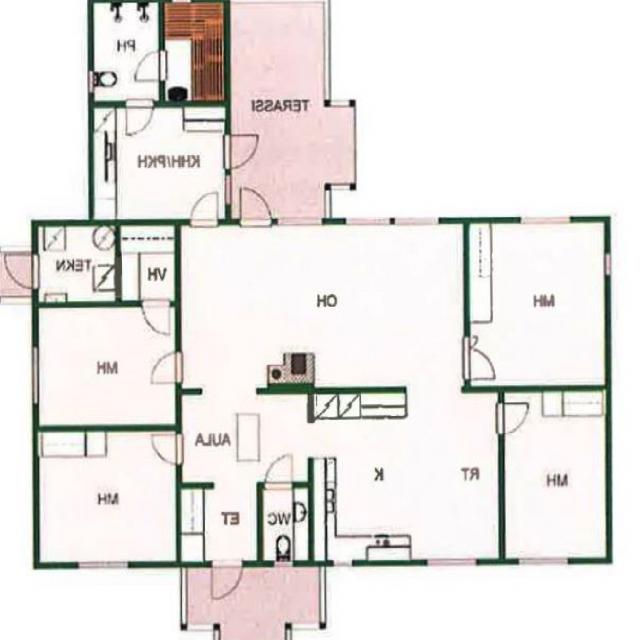 PH
TERASSI
KHH/PKH
TEKN
VH
OH
MH
MH
AULA
MH
K
RT
MH
ET
WC